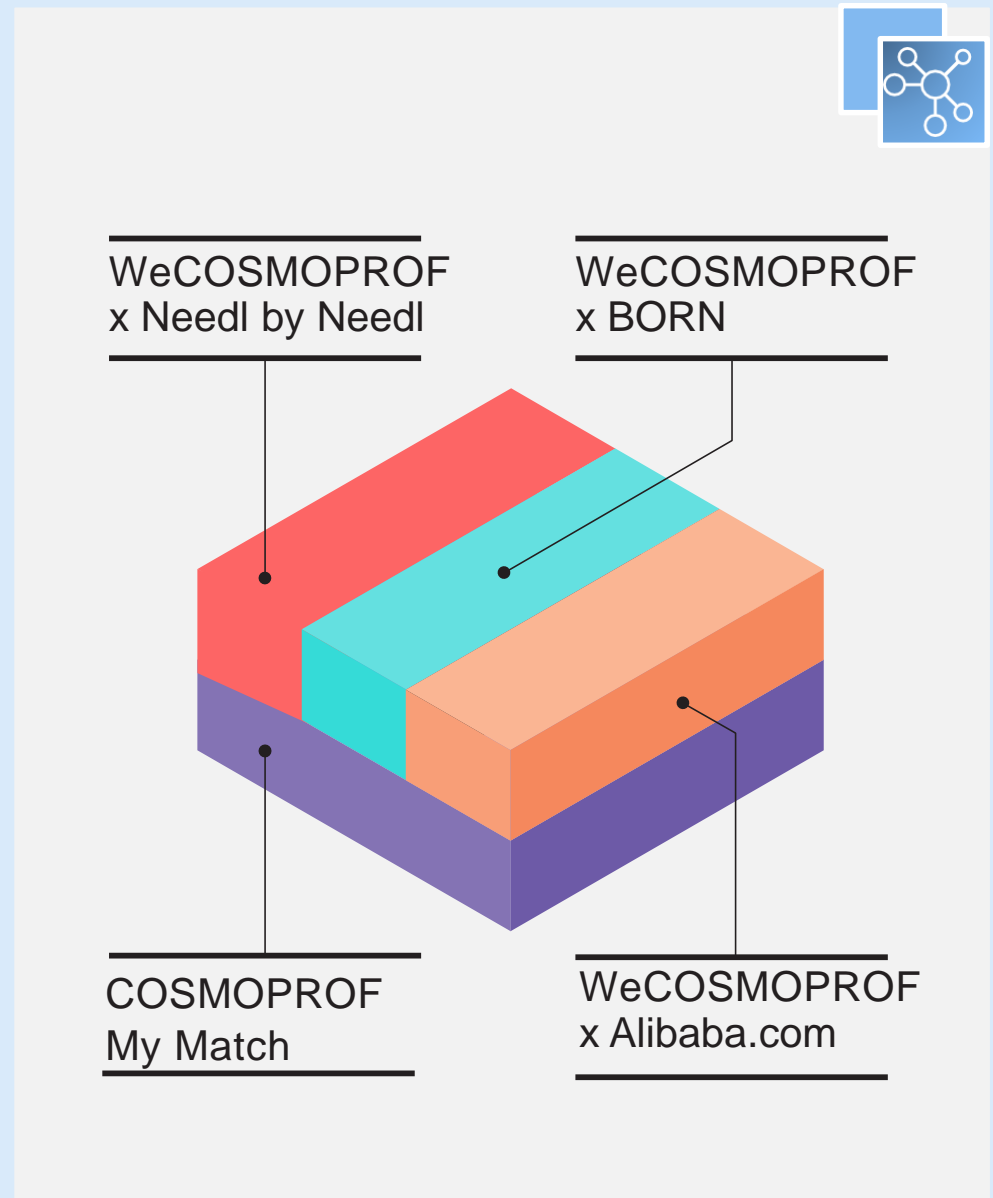 WeCOSMOPROF
x Needl by Needl
WeCOSMOPROF
x BORN
COSMOPROF
My Match
WeCOSMOPROF
x Alibaba.com